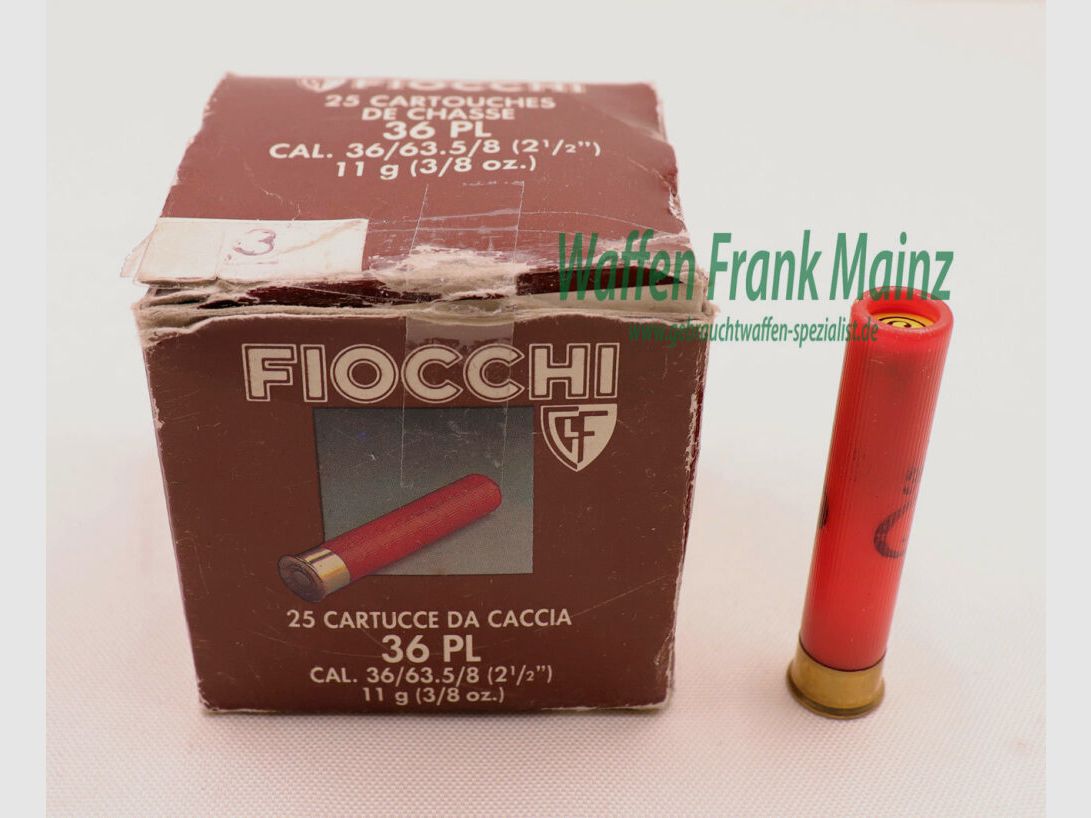 FIOCCHI
25 CARTOUCHES
DE CHASSE
36 PL
CAL. 36/63.5/8 (2 1/2")
11 g (3/8 oz.)
3
Waffen Frank Mainz
www.gebrauchtwaffen-spezialist.de
FIOCCHI
GLF
25 CARTUCCE DA CACCIA
36 PL
CAL. 36/63.5/8 (2 1/2")
11 g (3/8 oz.)